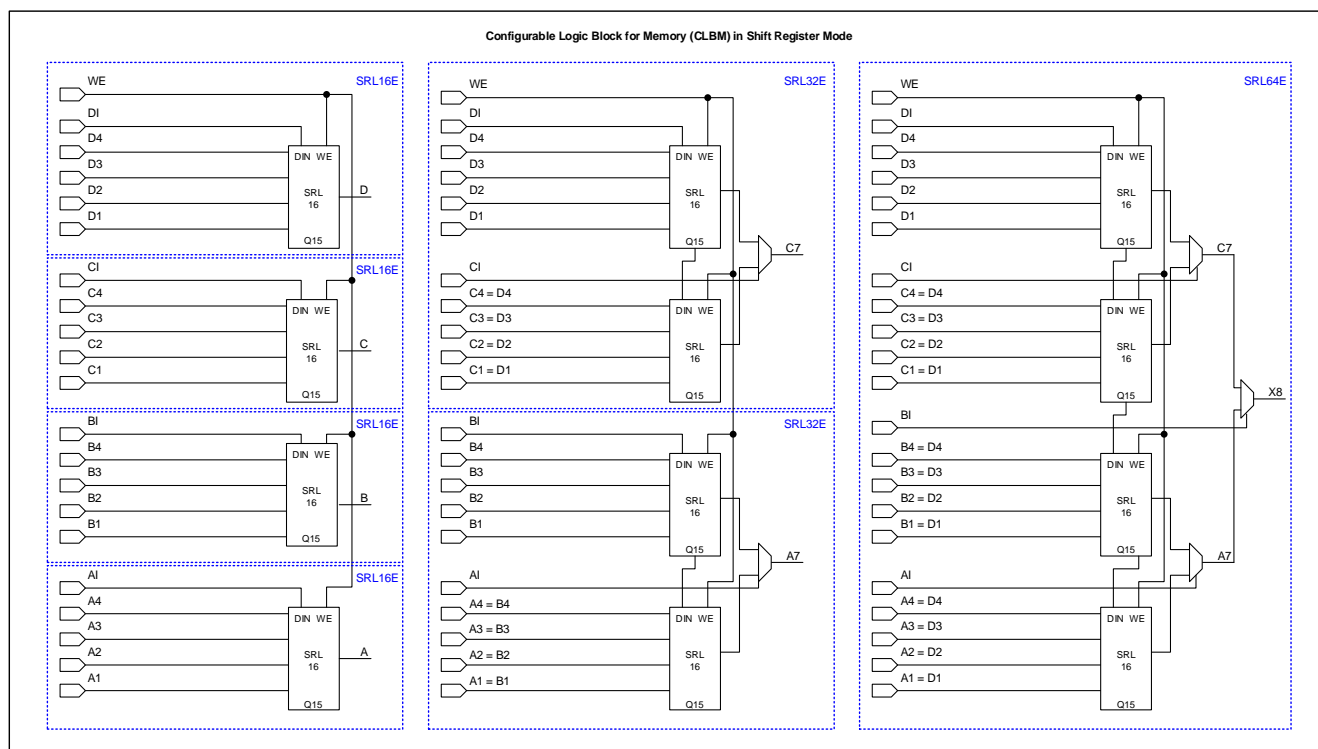 Configurable Logic Block for Memory (CLBM) in Shift Register Mode
SRL16E
WE
DI
D4
D3
D2
D1
DIN WE
SRL
16
Q15
D
SRL16E
CI
C4
C3
C2
C1
DIN WE
SRL
16
Q15
C
SRL16E
BI
B4
B3
B2
B1
DIN WE
SRL
16
Q15
B
SRL16E
AI
A4
A3
A2
A1
DIN WE
SRL
16
Q15
A
SRL32E
WE
DI
D4
D3
D2
D1
DIN WE
SRL
16
Q15
C7
CI
C4 = D4
C3 = D3
C2 = D2
C1 = D1
DIN WE
SRL
16
Q15
SRL32E
BI
B4
B3
B2
B1
DIN WE
SRL
16
Q15
A7
AI
A4 = B4
A3 = B3
A2 = B2
A1 = B1
DIN WE
SRL
16
Q15
SRL64E
WE
DI
D4
D3
D2
D1
DIN WE
SRL
16
Q15
C7
CI
C4 = D4
C3 = D3
C2 = D2
C1 = D1
DIN WE
SRL
16
Q15
X8
BI
B4 = D4
B3 = D3
B2 = D2
B1 = D1
DIN WE
SRL
16
Q15
A7
AI
A4 = D4
A3 = D3
A2 = D2
A1 = D1
DIN WE
SRL
16
Q15